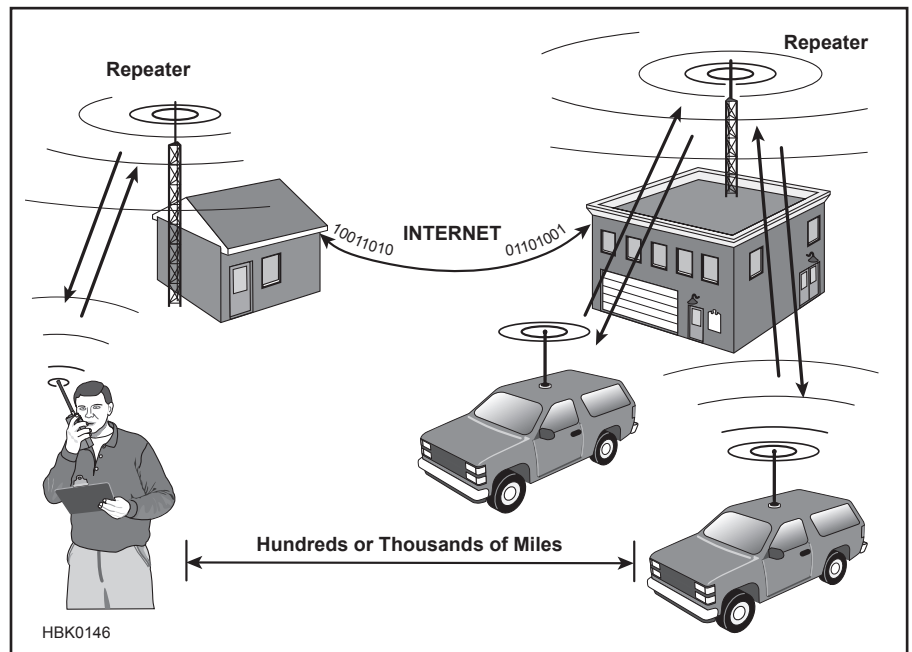 Repeater
Repeater
10011010
INTERNET
01101001
Hundreds or Thousands of Miles
HBK0146